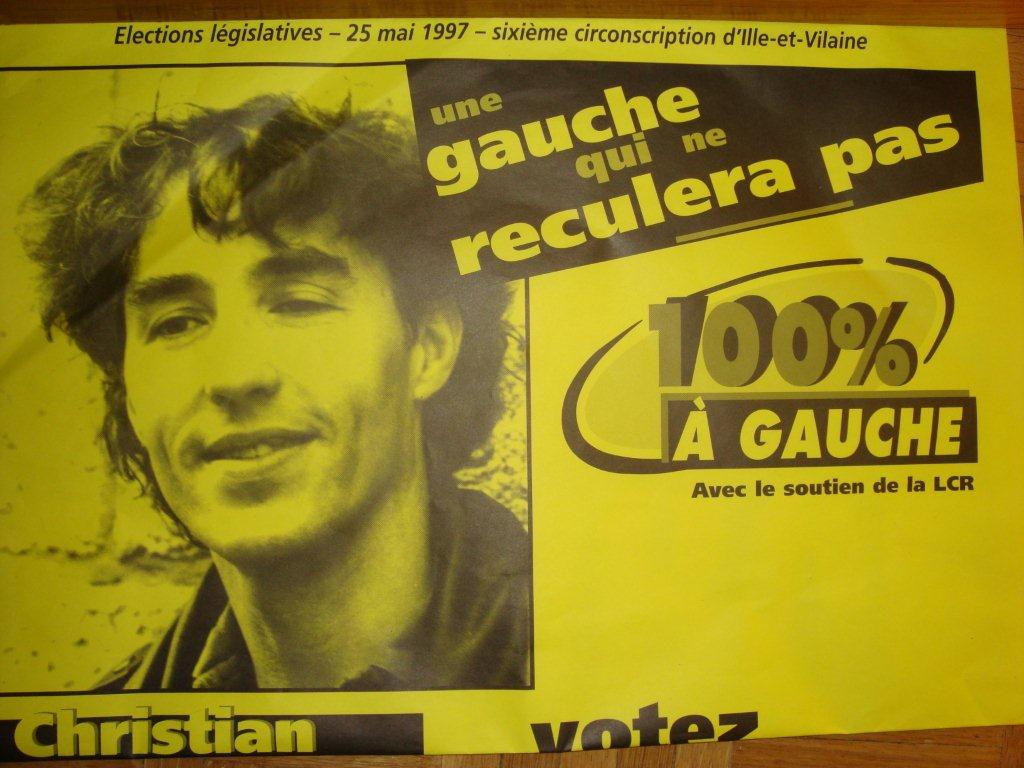 Elections législatives – 25 mai 1997 – sixième circonscription d'Ille-et-Vilaine
une
gauche
qui ne
reculera pas
100%
À GAUCHE
Avec le soutien de la LCR
Christian
votez